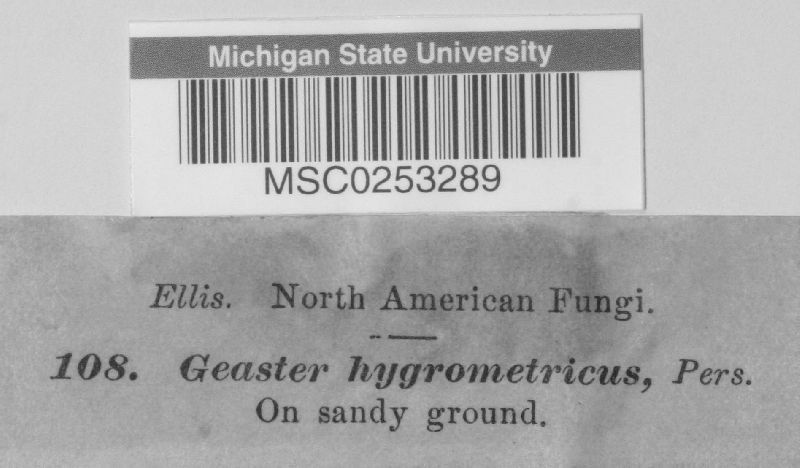 Michigan State University
MSC0253289
Ellis. North American Fungi.
108. Geaster hygrometricus, Pers.
On sandy ground.